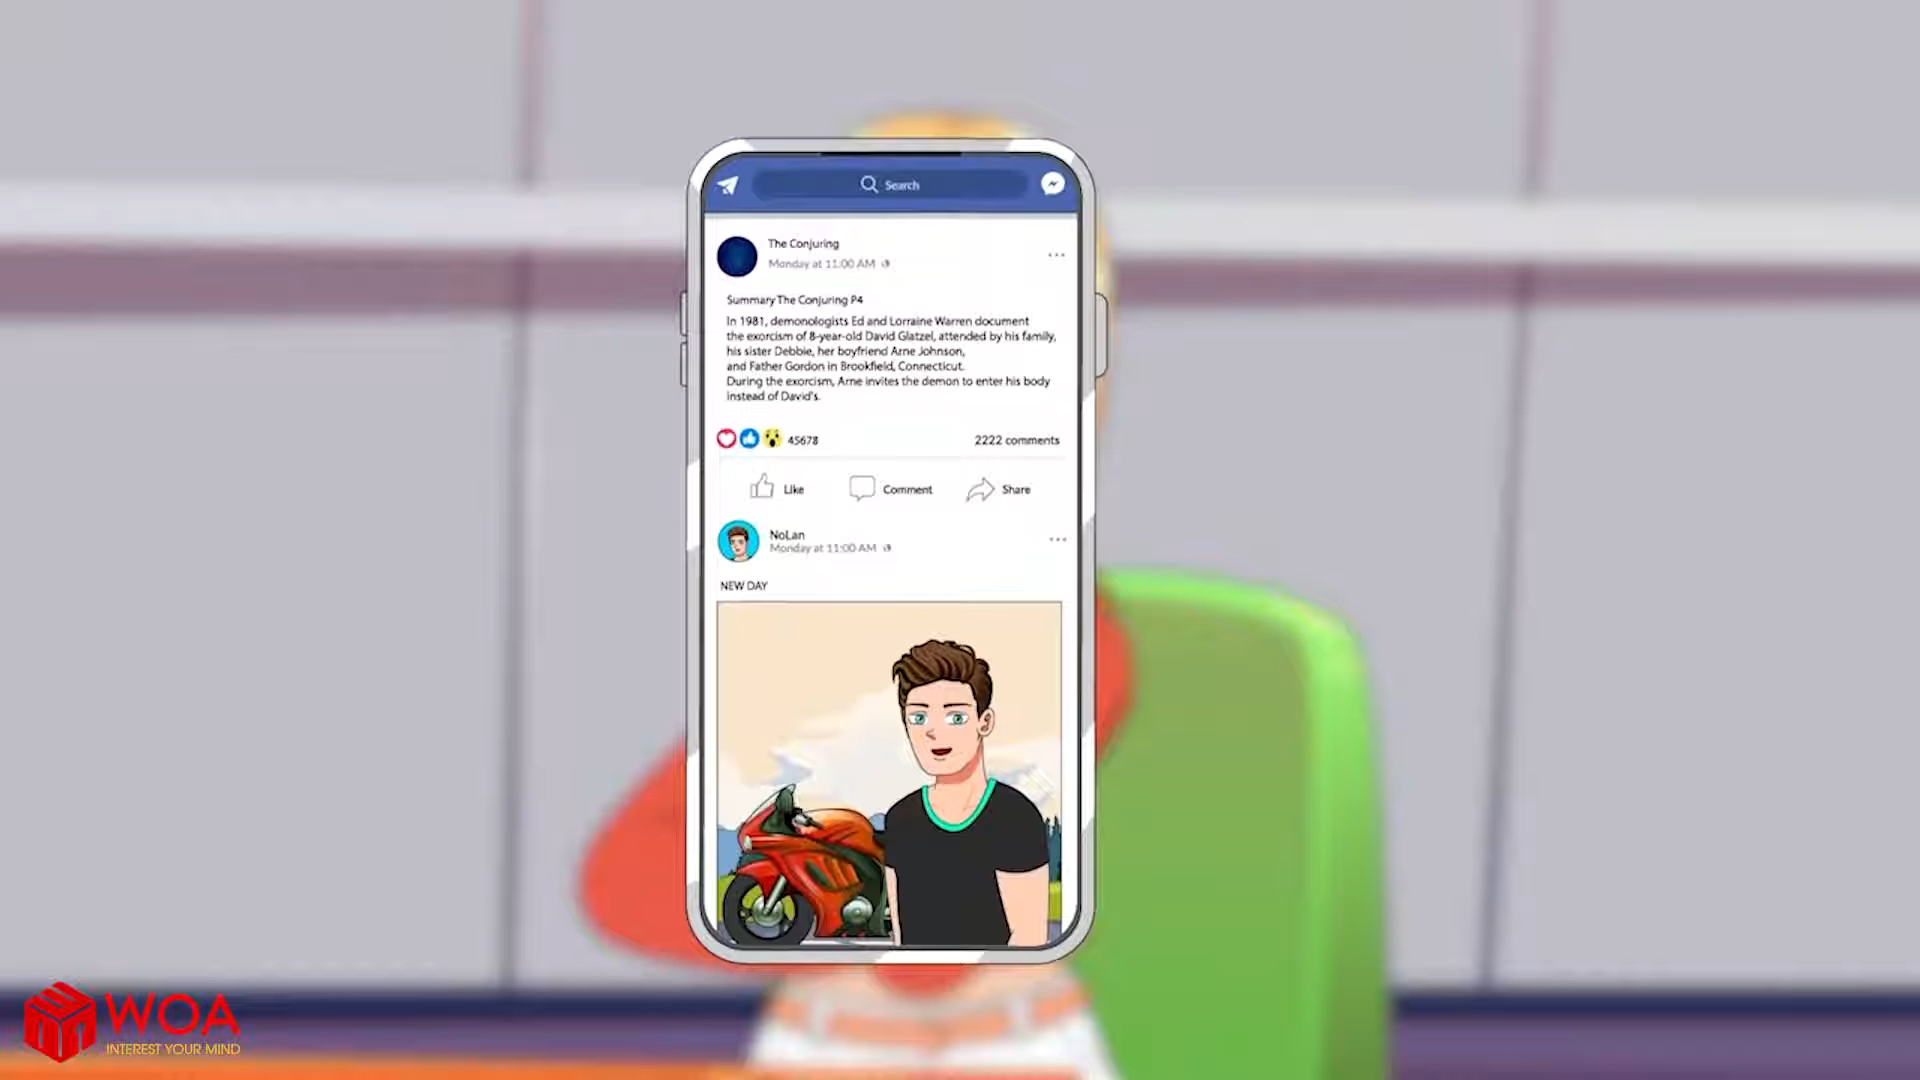 Search
The Conjuring
Monday at 11:00 AM
Summary The Conjuring P4
In 1981, demonologists Ed and Lorraine Warren document
the exorcism of 8-year-old David Glatzel, attended by his family,
his sister Debbie, her boyfriend Arne Johnson,
and Father Gordon in Brookfield, Connecticut.
During the exorcism, Arne invites the demon to enter his body
instead of David's.
45678 2222 comments
Like Comment Share
NoLan
Monday at 11:00 AM
NEW DAY
WOA
INTEREST YOUR MIND